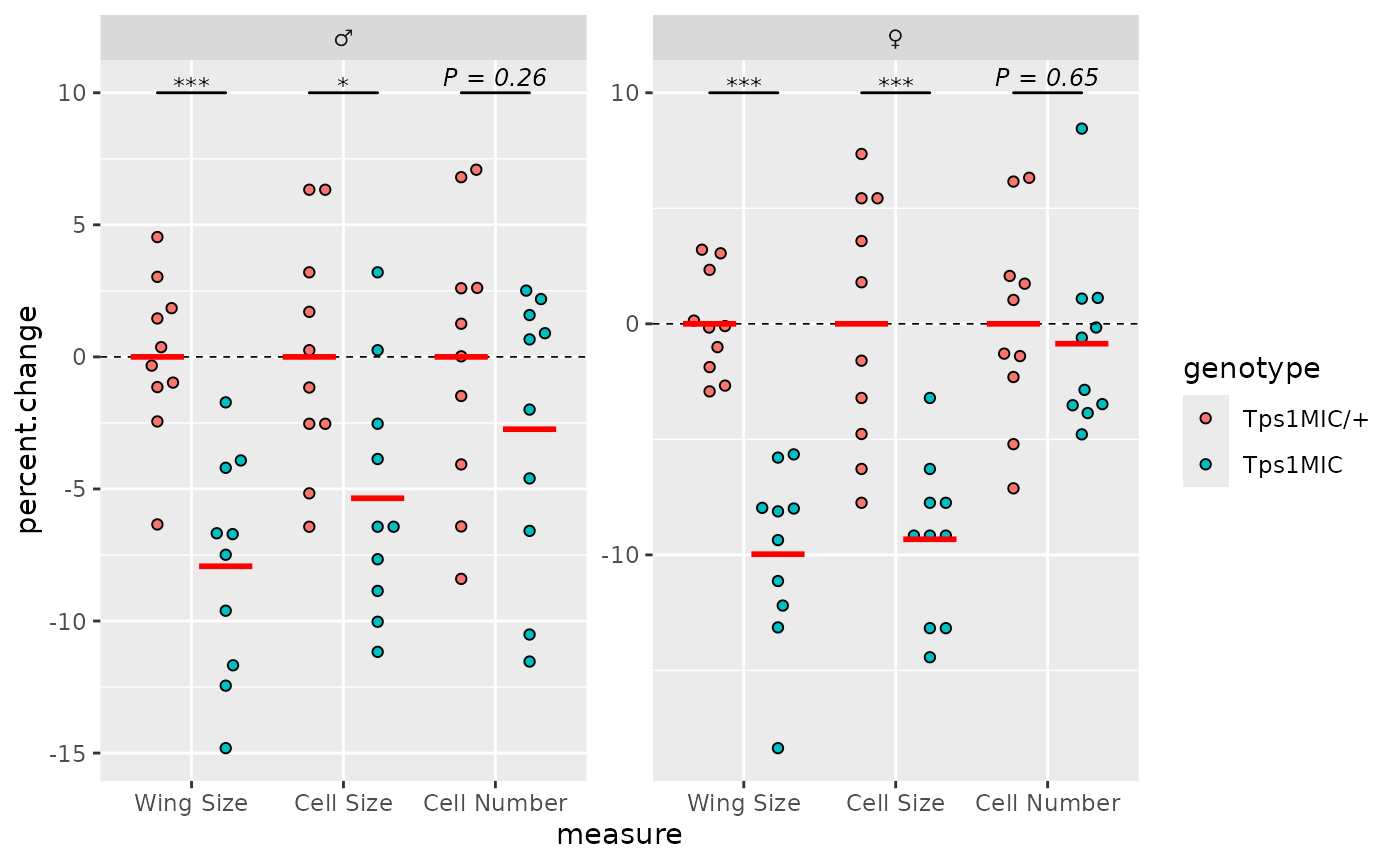 ♂
♀
*** * P = 0.26
*** *** P = 0.65
10
5
0
-5
-10
-15
10
0
-10
percent.change
Wing Size Cell Size Cell Number
Wing Size Cell Size Cell Number
measure
genotype
Tps1MIC/+
Tps1MIC